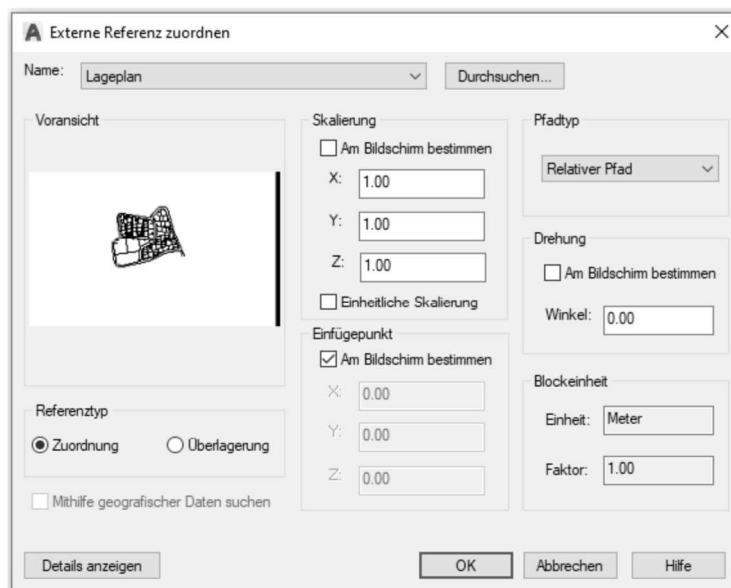 Externe Referenz zuordnen
Name:
Lageplan
Durchsuchen...
Voransicht
Referenztyp
Zuordnung
Überlagerung
Mithilfe geografischer Daten suchen
Skalierung
Am Bildschirm bestimmen
X:
1.00
Y:
1.00
Z:
1.00
Einheitliche Skalierung
Einfügepunkt
Am Bildschirm bestimmen
X:
0.00
Y:
0.00
Z:
0.00
Pfadtyp
Relativer Pfad
Drehung
Am Bildschirm bestimmen
Winkel:
0.00
Blockeinheit
Einheit:
Meter
Faktor:
1.00
Details anzeigen
OK
Abbrechen
Hilfe